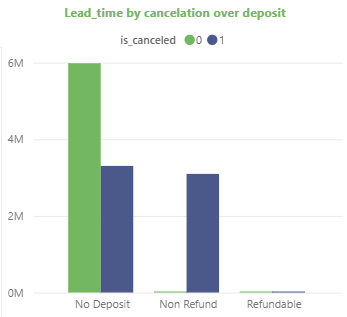 Lead_time by cancelation over deposit
is_canceled 0 1
6M
4M
2M
0M
No Deposit Non Refund Refundable